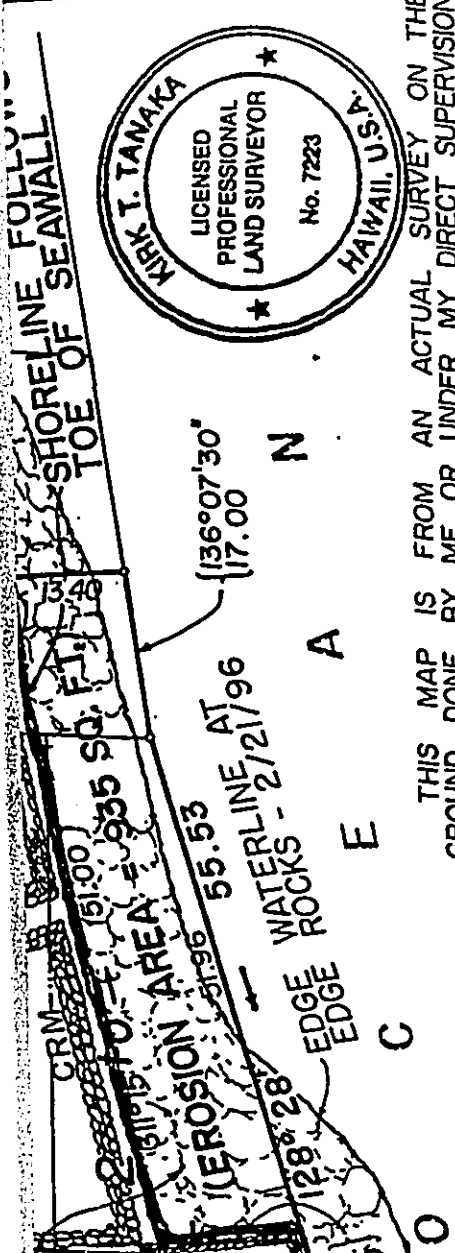 SHORELINE FOLLOWS
TOE OF SEAWALL
KIRK T. TANAKA
LICENSED
PROFESSIONAL
LAND SURVEYOR
No. 7223
HAWAII, U.S.A.
136°07'30"
17.00
13.40
CRM
(51.00)
311°15'
EROSION AREA = 935 SQ. FT.
51.96
55.53
128° 28'
EDGE WATERLINE AT
EDGE ROCKS - 2/21/96
O C E A N
THIS MAP IS FROM AN ACTUAL SURVEY ON THE
GROUND DONE BY ME OR UNDER MY DIRECT SUPERVISION